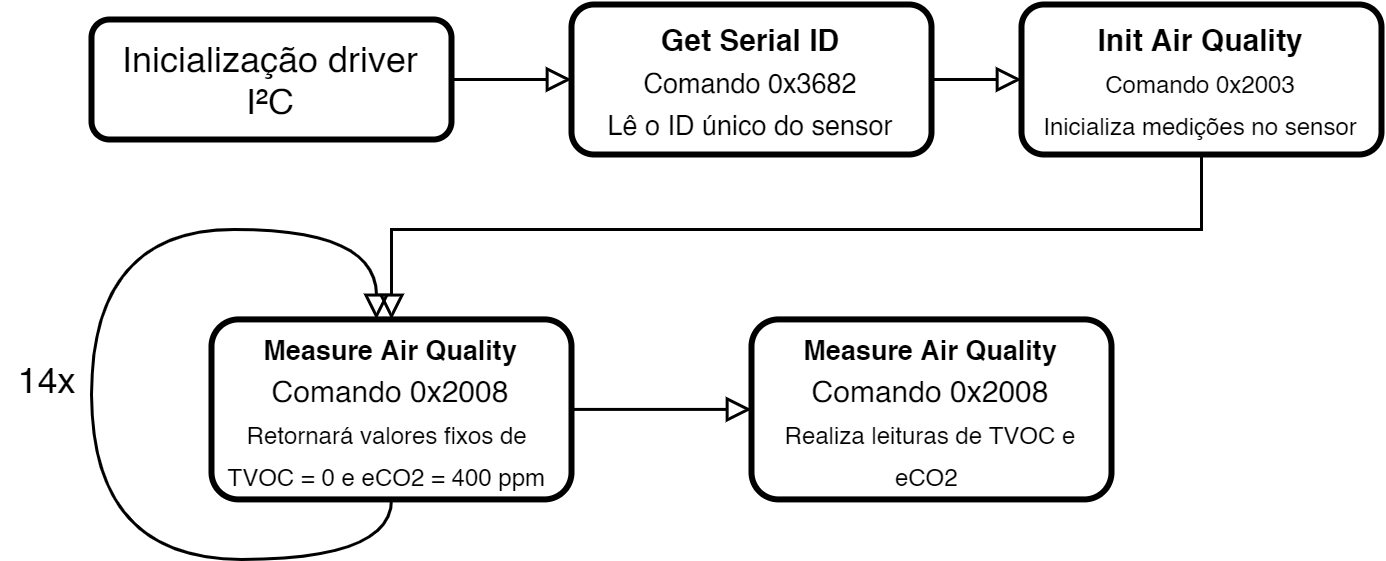 Inicialização driver
I²C
Get Serial ID
Comando 0x3682
Lê o ID único do sensor
Init Air Quality
Comando 0x2003
Inicializa medições no sensor
14x
Measure Air Quality
Comando 0x2008
Retornará valores fixos de
TVOC = 0 e eCO2 = 400 ppm
Measure Air Quality
Comando 0x2008
Realiza leituras de TVOC e
eCO2